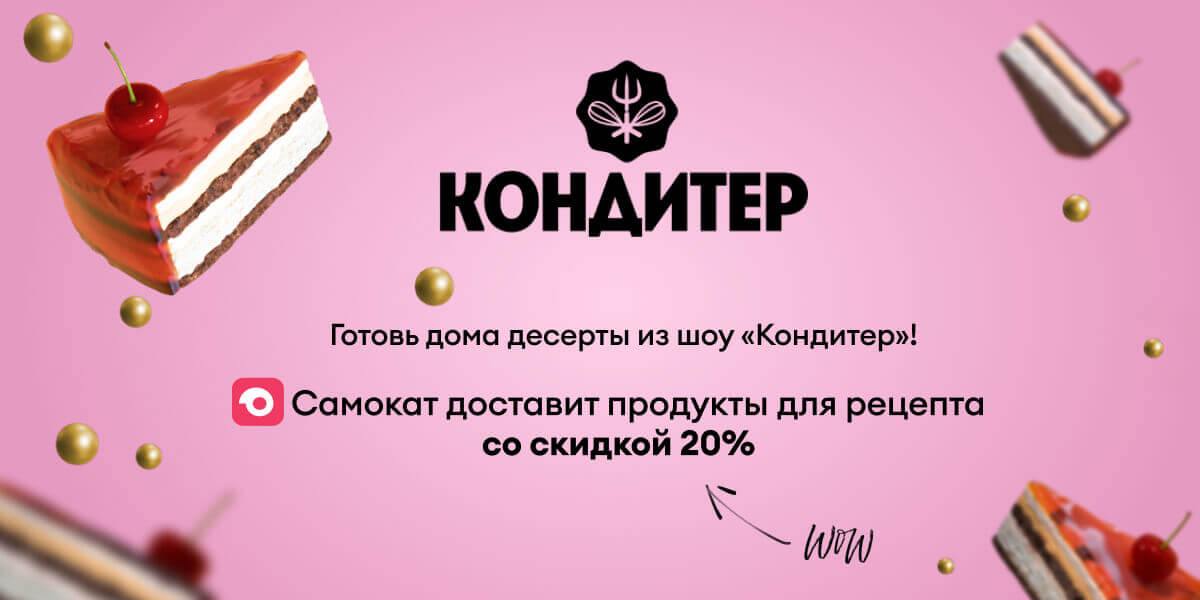 КОНДИТЕР
Готовь дома десерты из шоу «Кондитер»!
Самокат доставит продукты для рецепта
со скидкой 20%
wow